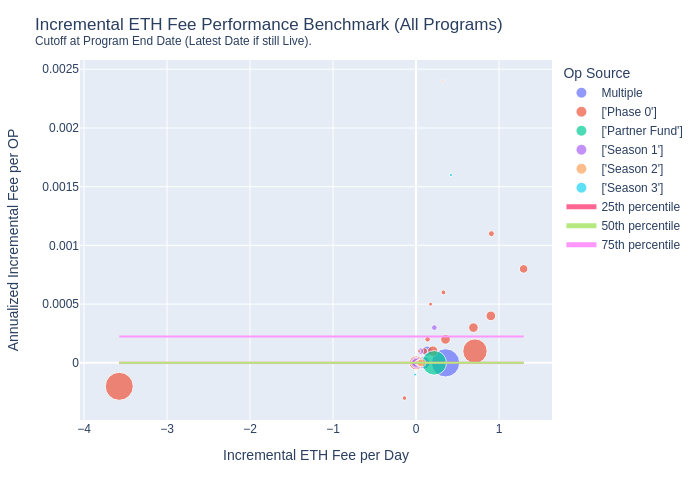 Incremental ETH Fee Performance Benchmark (All Programs)
Cutoff at Program End Date (Latest Date if still Live).
Annualized Incremental Fee per OP
0.0025
0.002
0.0015
0.001
0.0005
0
−4
−3
−2
−1
0
1
Incremental ETH Fee per Day
Op Source
Multiple
['Phase 0']
['Partner Fund']
['Season 1']
['Season 2']
['Season 3']
25th percentile
50th percentile
75th percentile